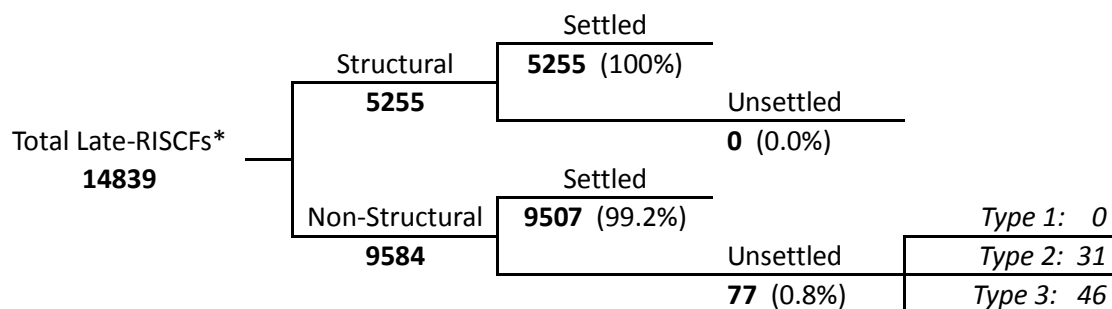 Settled
Structural
5255 (100%)
5255
Unsettled
Total Late-RISCFs*
0 (0.0%)
14839
Settled
Non-Structural
9507 (99.2%)
Type 1: 0
9584
Unsettled
Type 2: 31
77 (0.8%)
Type 3: 46